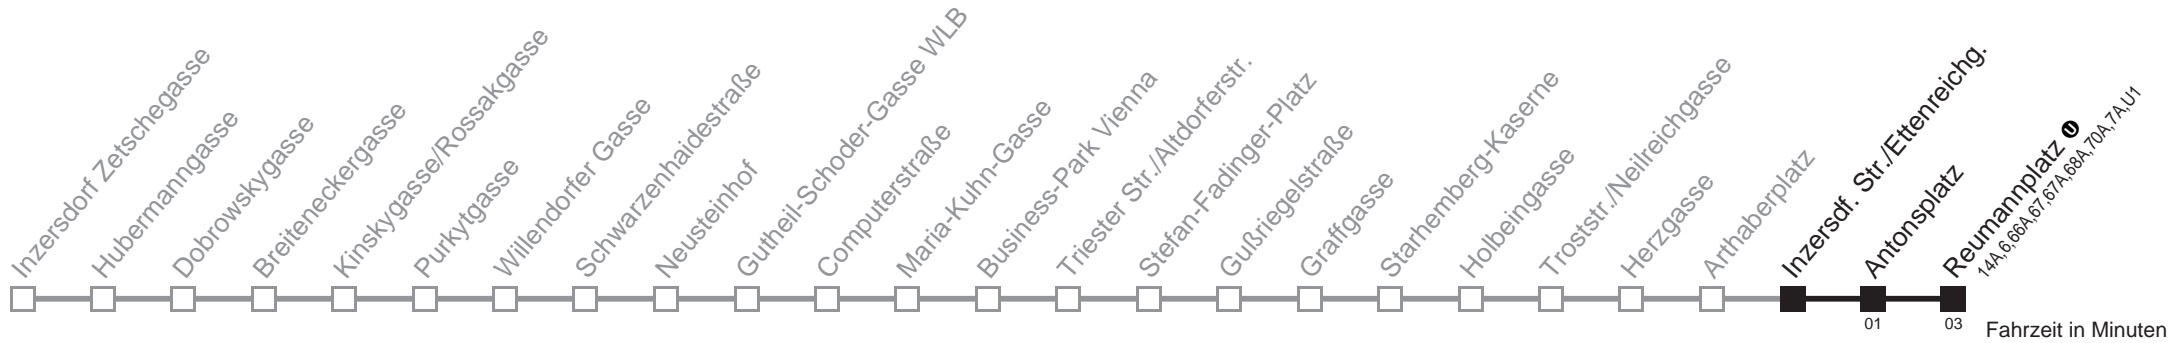 Inzersdorf Zetschegasse
Hubermanngasse
Dobrowskygasse
Breiteneckergasse
Kinskygasse/Rossakgasse
Purkytgasse
Willendorfer Gasse
Schwarzenhaidestraße
Neusteinhof
Gutheil-Schoder-Gasse WLB
Computerstraße
Maria-Kuhn-Gasse
Business-Park Vienna
Triester Str./Altdorferstr.
Stefan-Fadinger-Platz
Gußriegelstraße
Graffgasse
Starhemberg-Kaserne
Holbeingasse
Troststr./Neilreichgasse
Herzgasse
Arthaberplatz
Inzersdf. Str./Ettenreichg.
Antonsplatz
Reumannplatz U
14A,6,66A,67,67A,68A,70A,7A,U1
01
03
Fahrzeit in Minuten